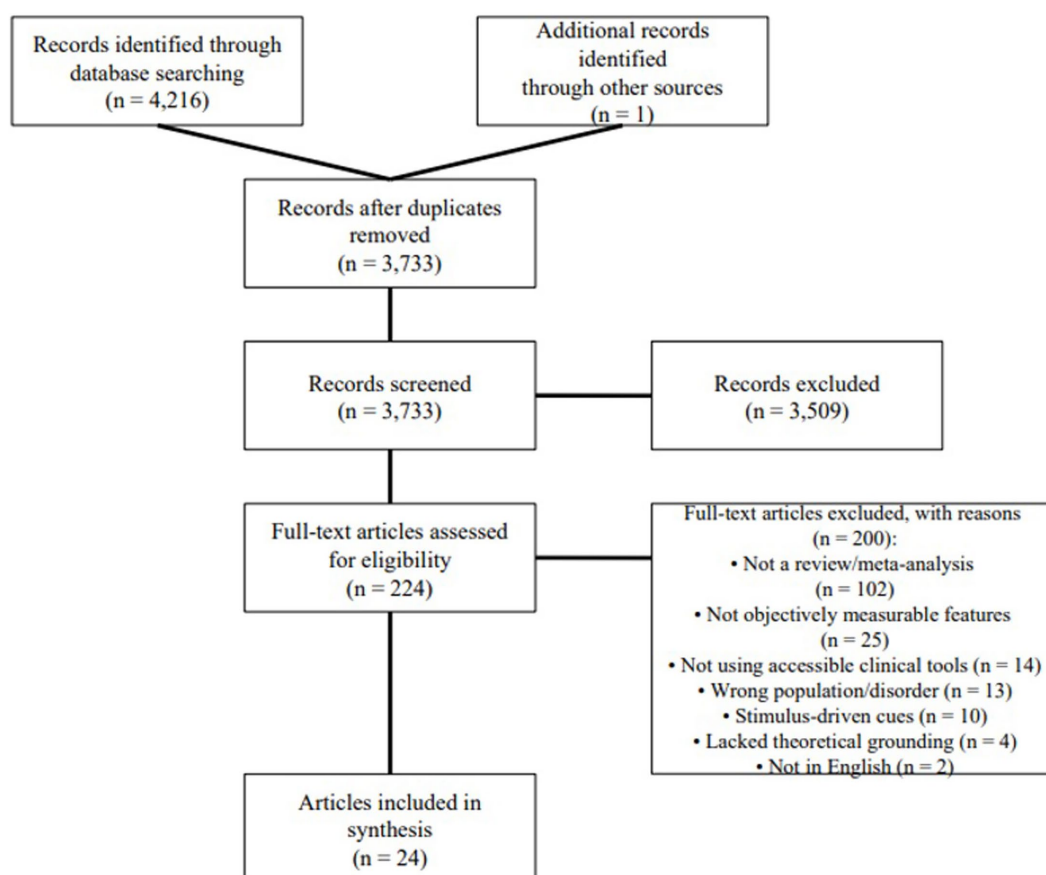 Records identified through
database searching
(n = 4,216)
Additional records
identified
through other sources
(n = 1)
Records after duplicates
removed
(n = 3,733)
Records screened
(n = 3,733)
Records excluded
(n = 3,509)
Full-text articles assessed
for eligibility
(n = 224)
Full-text articles excluded, with reasons
(n = 200):
• Not a review/meta-analysis
(n = 102)
• Not objectively measurable features
(n = 25)
• Not using accessible clinical tools (n = 14)
• Wrong population/disorder (n = 13)
• Stimulus-driven cues (n = 10)
• Lacked theoretical grounding (n = 4)
• Not in English (n = 2)
Articles included in
synthesis
(n = 24)